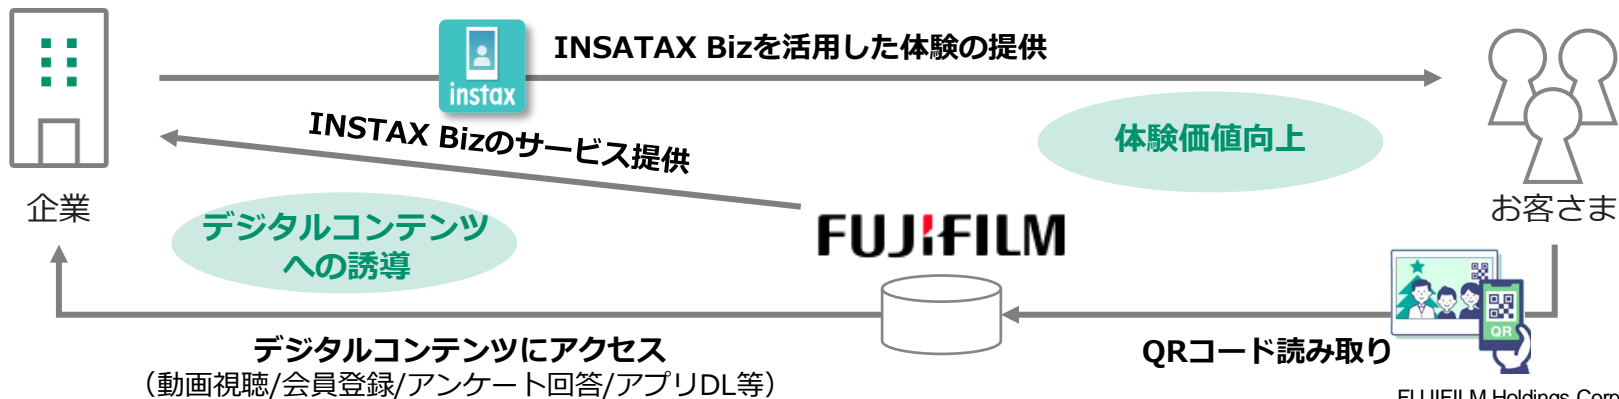 INSATAX Bizを活用した体験の提供
instax
INSTAX Bizのサービス提供
体験価値向上
企業
お客さま
デジタルコンテンツ
への誘導
FUJIFILM
QR
デジタルコンテンツにアクセス
QRコード読み取り
（動画視聴/会員登録/アンケート回答/アプリDL等）
FUJIFILM Holdings Corp